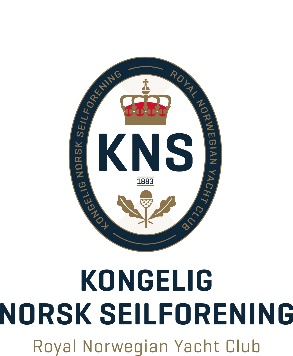 KONGELIG NORSK SEILFORENING
ROYAL NORWEGIAN YACHT CLUB
KNS
1883
KONGELIG
NORSK SEILFORENING
Royal Norwegian Yacht Club